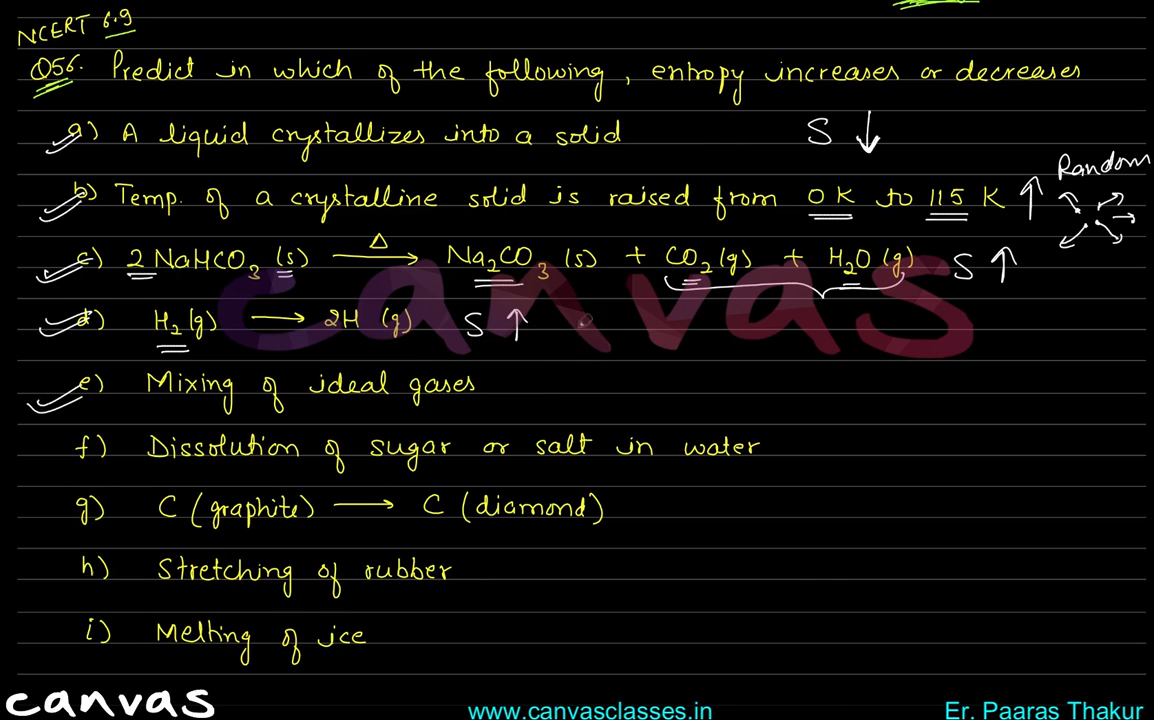 NCERT 6.9
Q56. Predict in which of the following, entropy increases or decreases
a) A liquid crystallizes into a solid S ↓
b) Temp. of a crystalline solid is raised from 0 K to 115 K ↑ Random
c) 2 NaHCO3 (s) —Δ→ Na2CO3 (s) + CO2 (g) + H2O (g) S ↑
d) H2 (g) → 2H (g) S ↑
canvas
e) Mixing of ideal gases
f) Dissolution of sugar or salt in water
g) C (graphite) → C (diamond)
h) Stretching of rubber
i) Melting of ice
canvas www.canvasclasses.in Er. Paaras Thakur